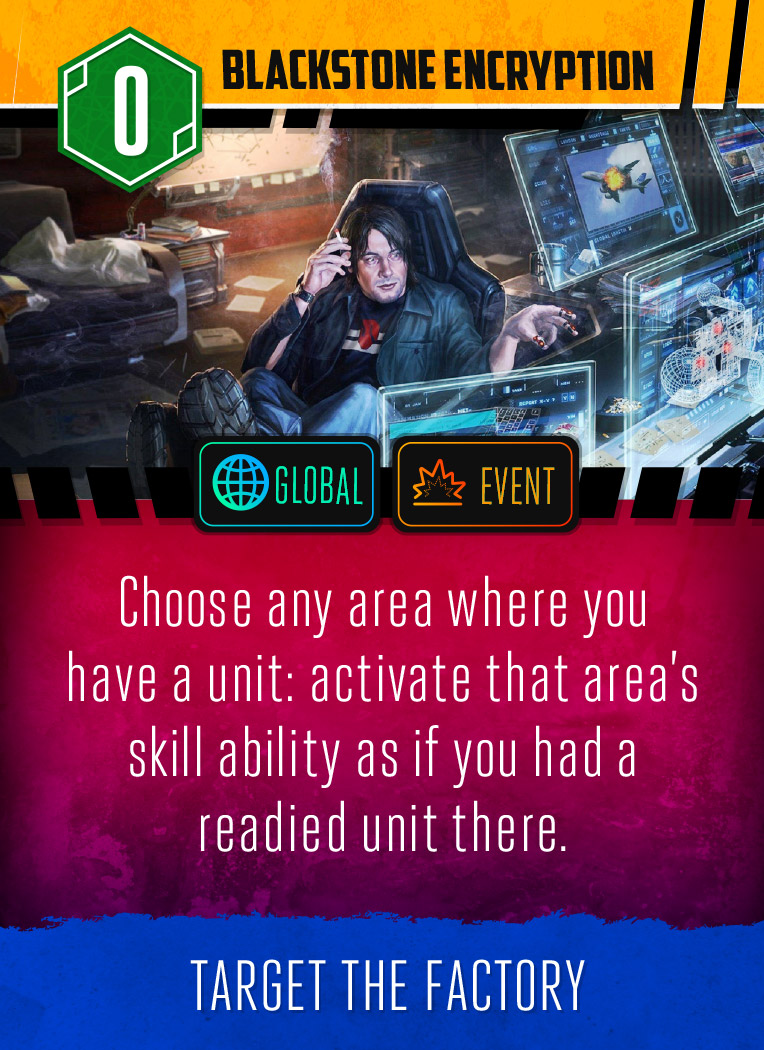 0
BLACKSTONE ENCRYPTION
GLOBAL
EVENT
Choose any area where you
have a unit: activate that area's
skill ability as if you had a
readied unit there.
TARGET THE FACTORY